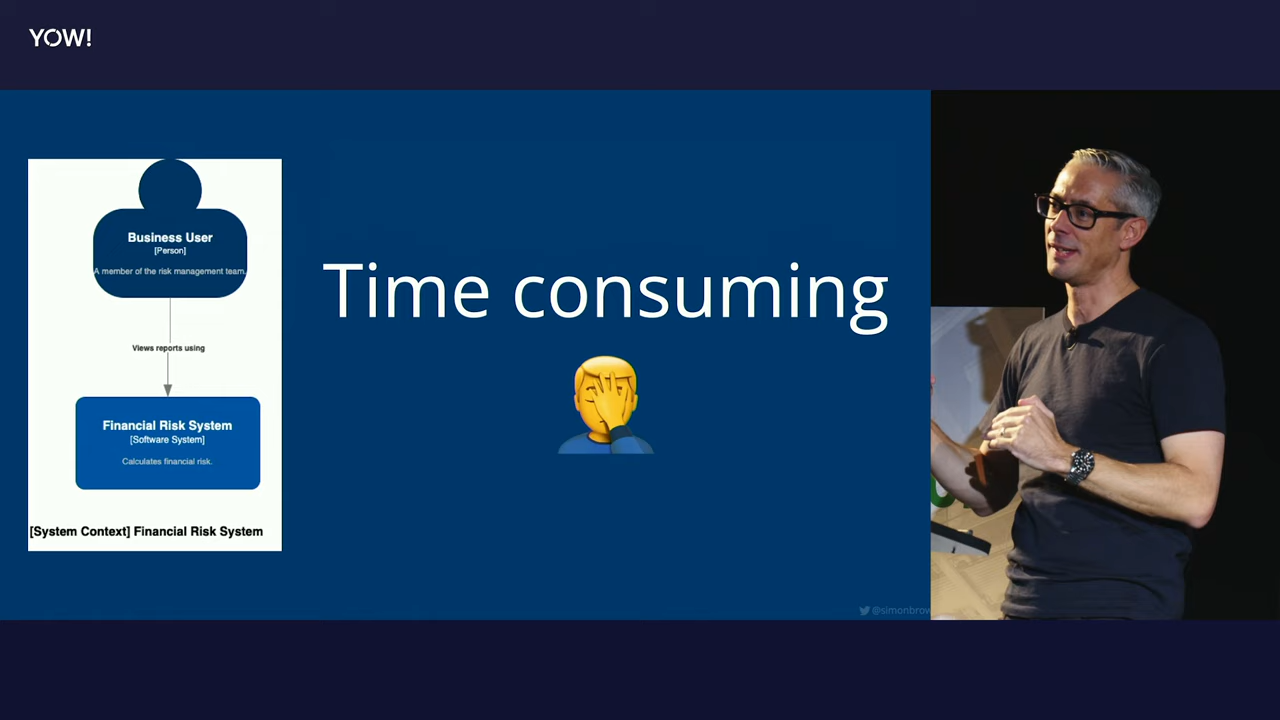 YOW!
Business User
[Person]
A member of the risk management team.
Views reports using
Financial Risk System
[Software System]
Calculates financial risk.
[System Context] Financial Risk System
Time consuming
@simonbrow